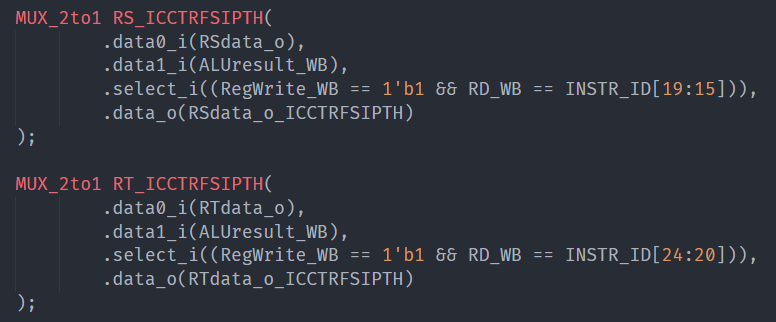 MUX_2to1 RS_ICCTRFSIPTH(
.data0_i(RSdata_o),
.data1_i(ALUresult_WB),
.select_i((RegWrite_WB == 1'b1 && RD_WB == INSTR_ID[19:15])),
.data_o(RSdata_o_ICCTRFSIPTH)
);
MUX_2to1 RT_ICCTRFSIPTH(
.data0_i(RTdata_o),
.data1_i(ALUresult_WB),
.select_i((RegWrite_WB == 1'b1 && RD_WB == INSTR_ID[24:20])),
.data_o(RTdata_o_ICCTRFSIPTH)
);